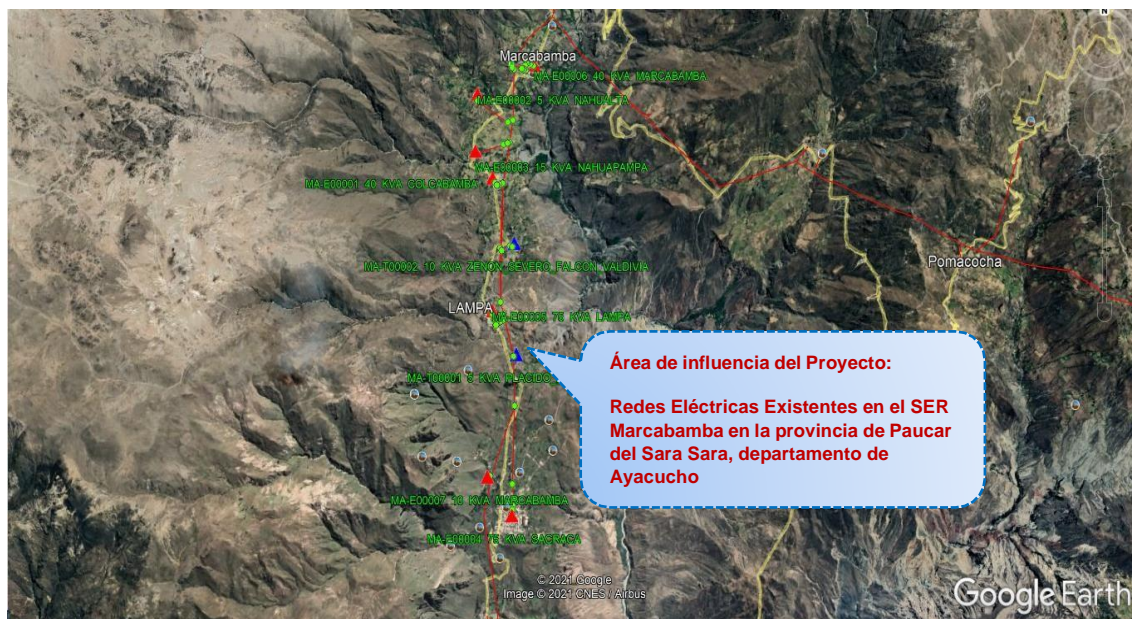 N
Marcabamba
MA-E00006 40 KVA MARCABAMBA
MA-E00002 5 KVA NAHUALTA
MA-E00003 15 KVA NAHUAPAMPA
MA-E00001 40 KVA COLCABAMBA
MA-T00002 10 KVA ZENON SEVERO FALCON VALDIVIA
Pomacocha
LAMPA
MA-E00005 75 KVA LAMPA
Área de influencia del Proyecto:
MA-T00001 5 KVA PLACIDO
Redes Eléctricas Existentes en el SER
Marcabamba en la provincia de Paucar
del Sara Sara, departamento de
Ayacucho
MA-E00007 10 KVA MARCABAMBA
MA-E00004 75 KVA SACRACA
© 2021 Google
Image © 2021 CNES / Airbus
Google Earth